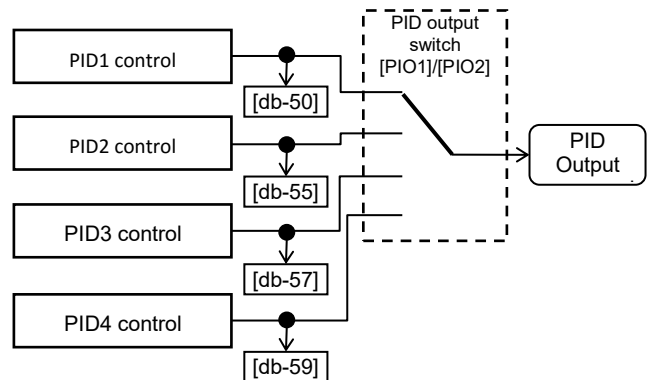 PID output
switch
[PIO1]/[PIO2]
PID1 control
[db-50]
PID2 control
[db-55]
PID
Output
PID3 control
[db-57]
PID4 control
[db-59]